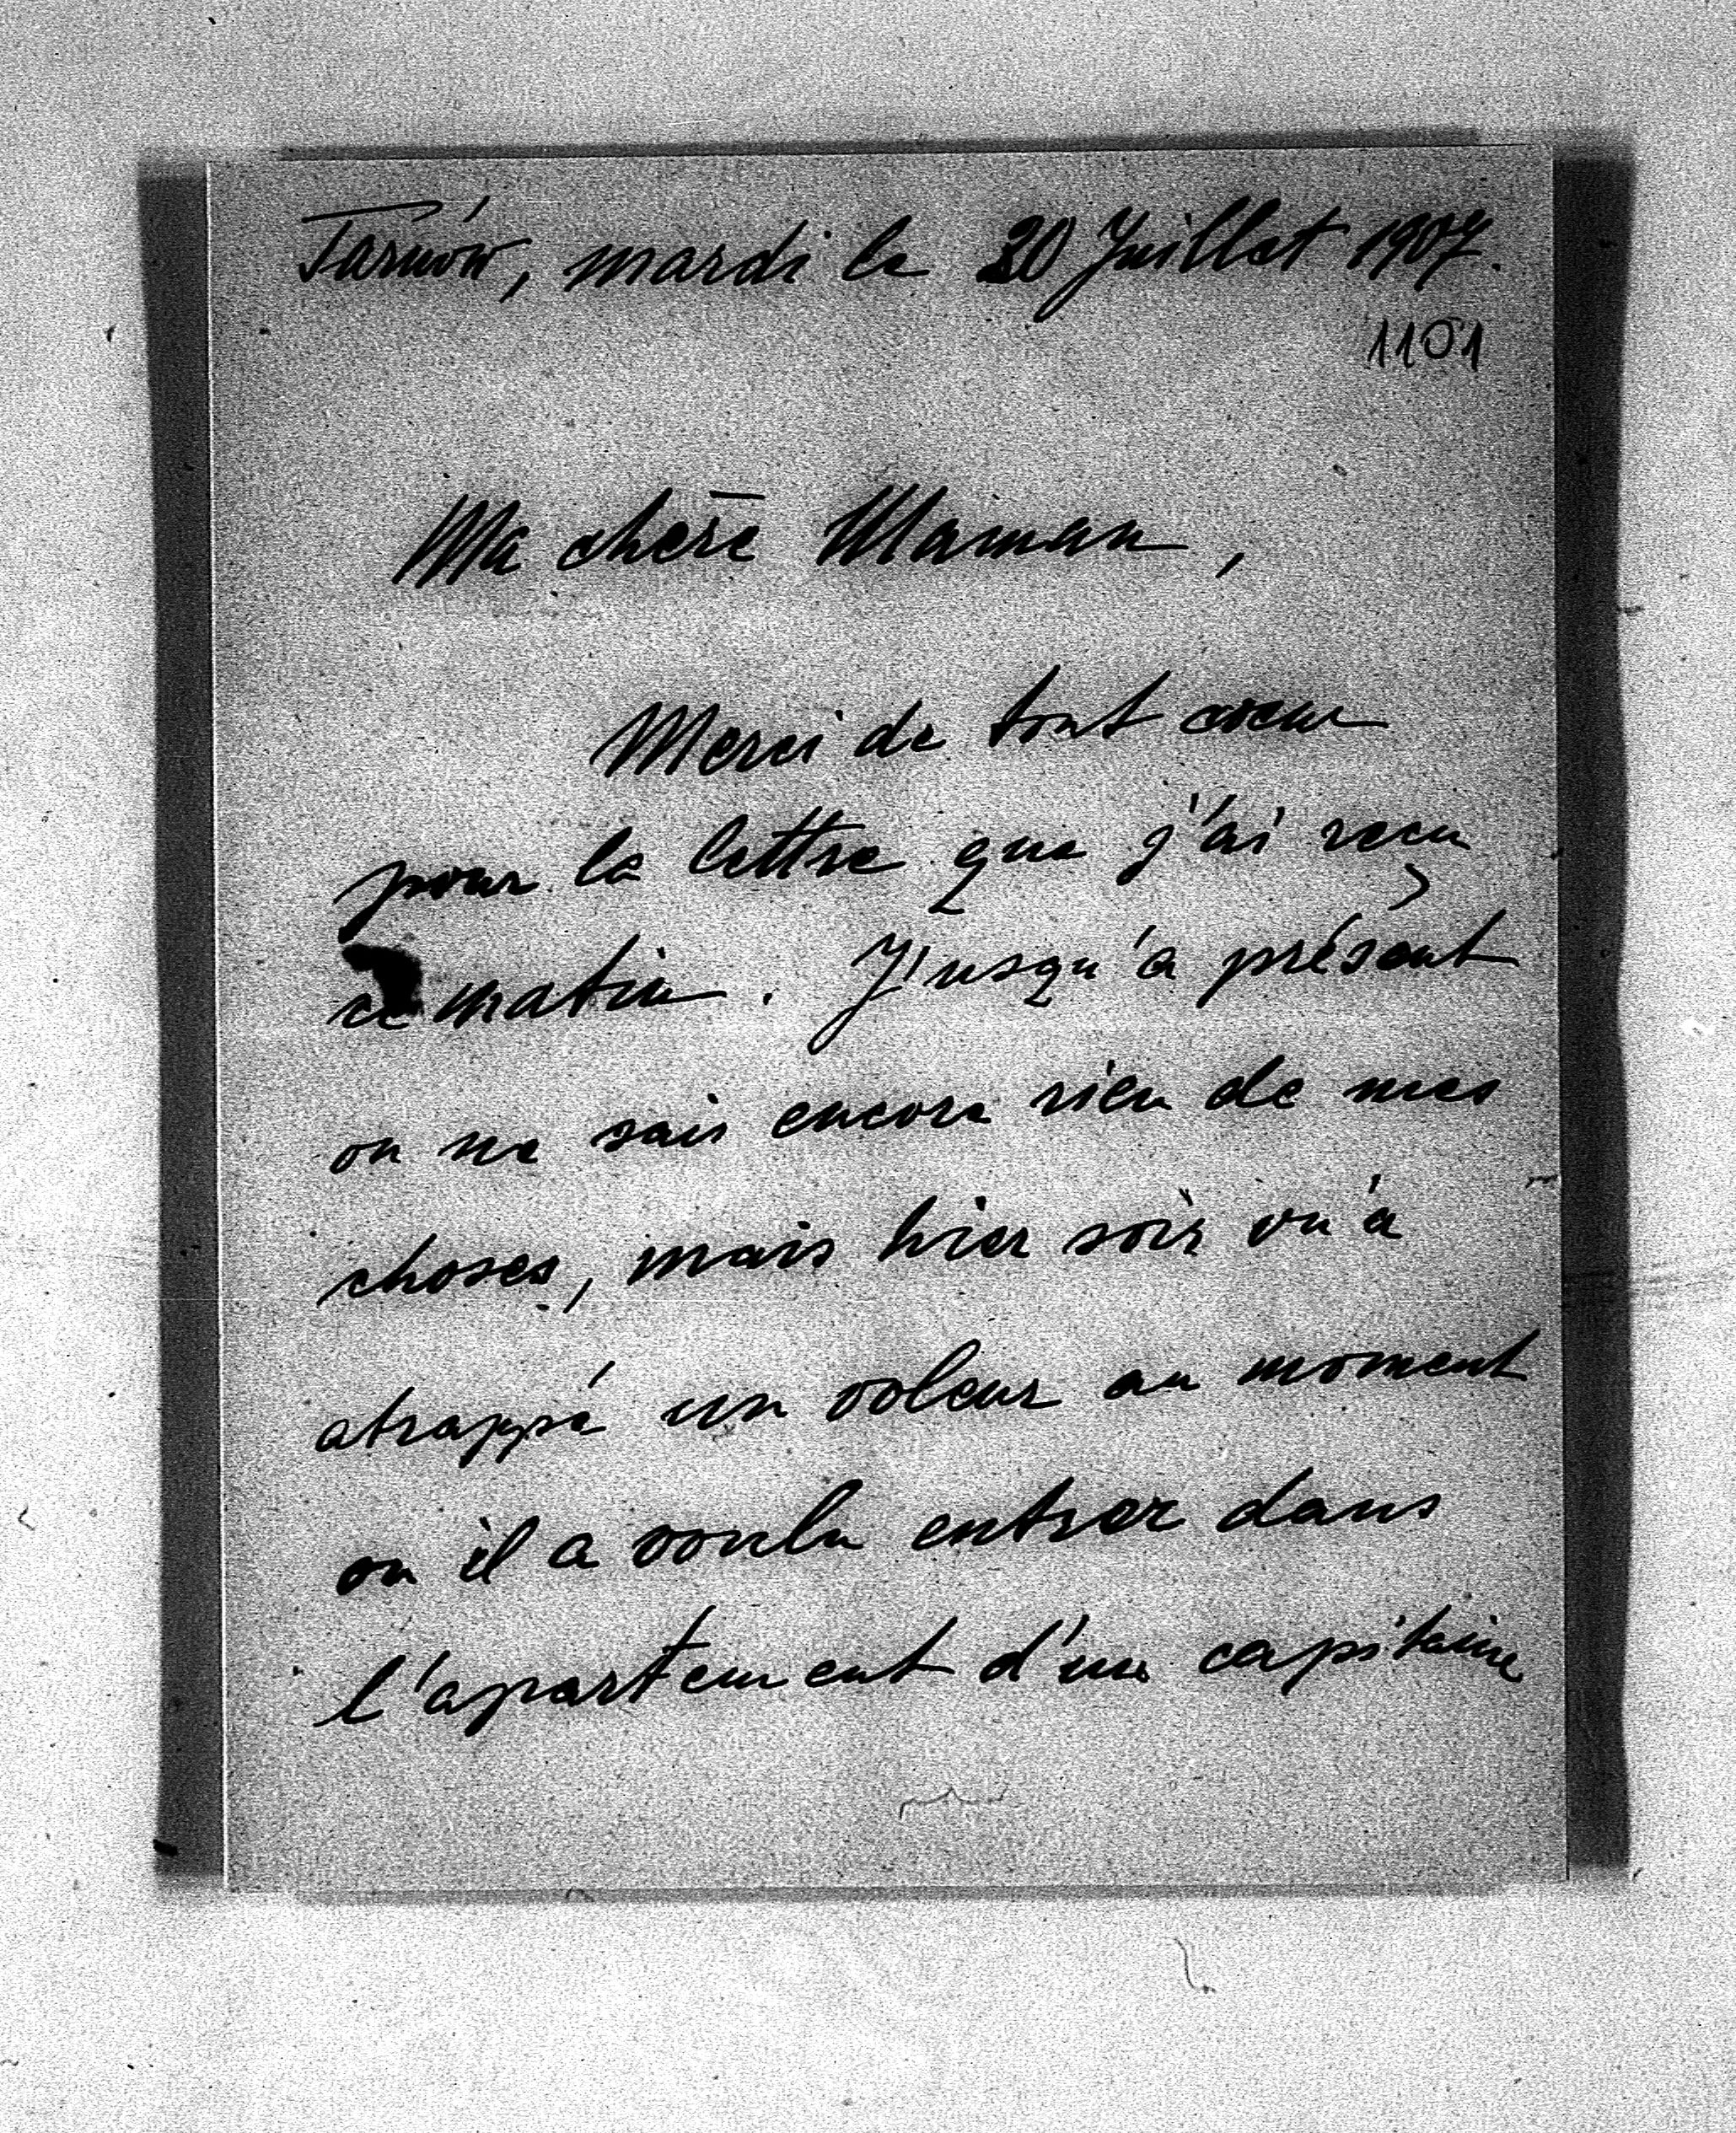 Tarnów, mardi le 30 Juillet 1907.
1101
Ma chère Maman,
Merci de tout coeur
pour la lettre que j'ai reçu
ce matin. J'usqu'a présent
on ne sais encore rien de mes
choses, mais hier soir on'a
atrappé un voleur au moment
ou il a voulu entrer dans
l'apartement d'un capitaine